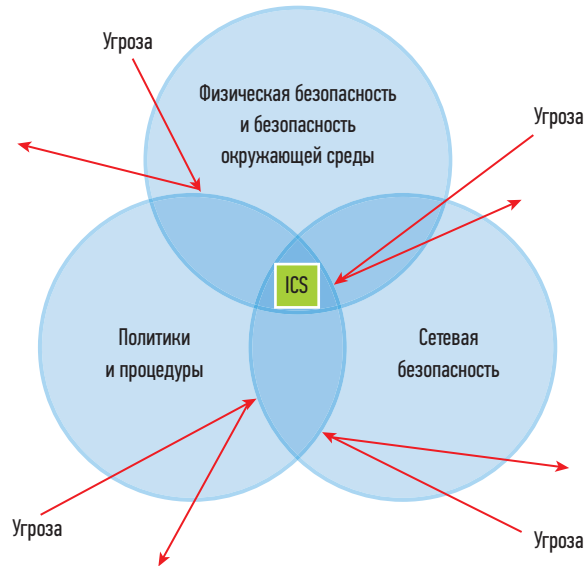 Угроза
Физическая безопасность
и безопасность
окружающей среды
Угроза
ICS
Политики
и процедуры
Сетевая
безопасность
Угроза
Угроза